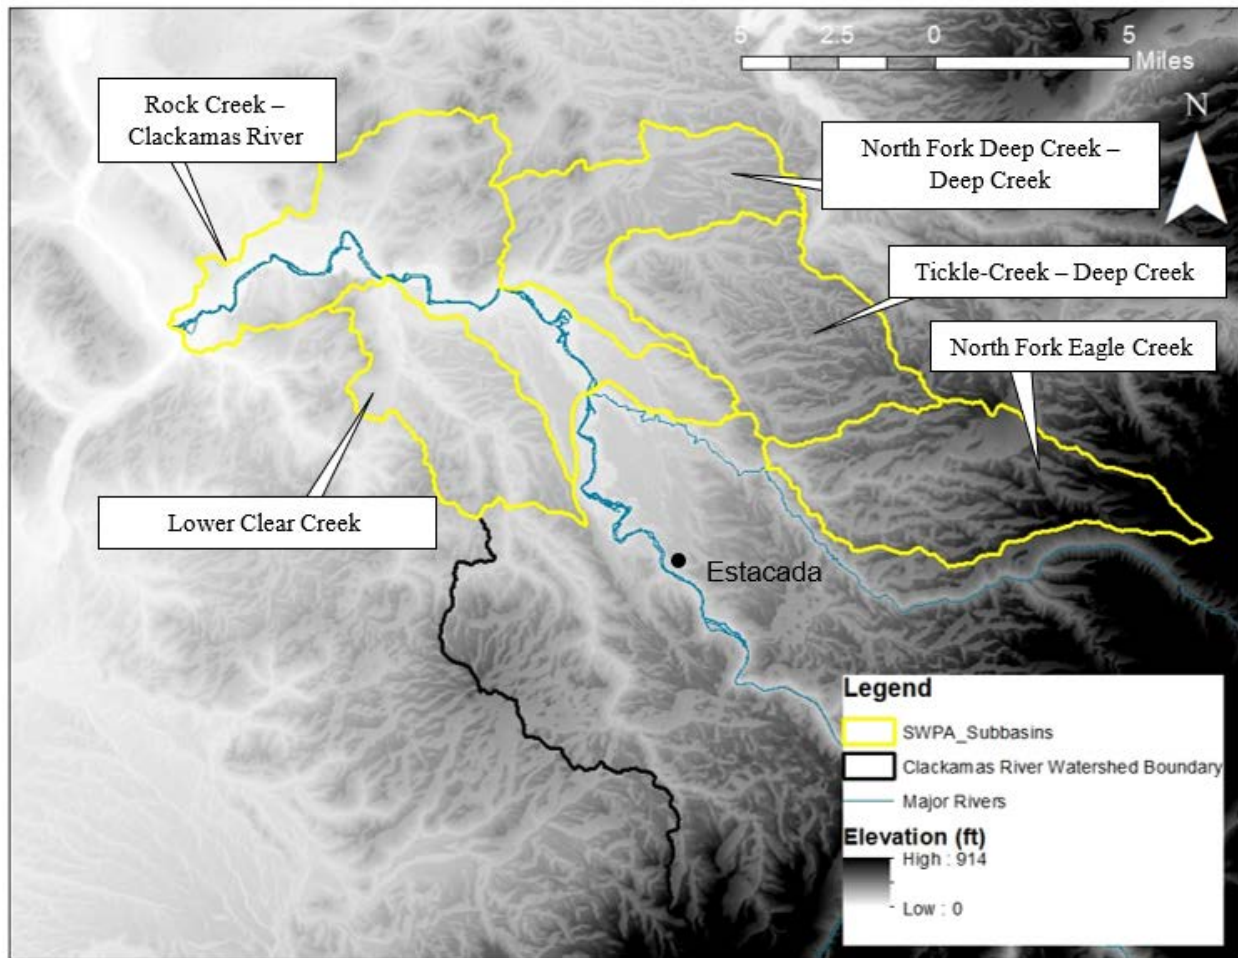 5 2.5 0 5
Miles
N
Rock Creek –
Clackamas River
North Fork Deep Creek –
Deep Creek
Tickle-Creek – Deep Creek
North Fork Eagle Creek
Lower Clear Creek
Estacada
Legend
SWPA_Subbasins
Clackamas River Watershed Boundary
Major Rivers
Elevation (ft)
High : 914
Low : 0